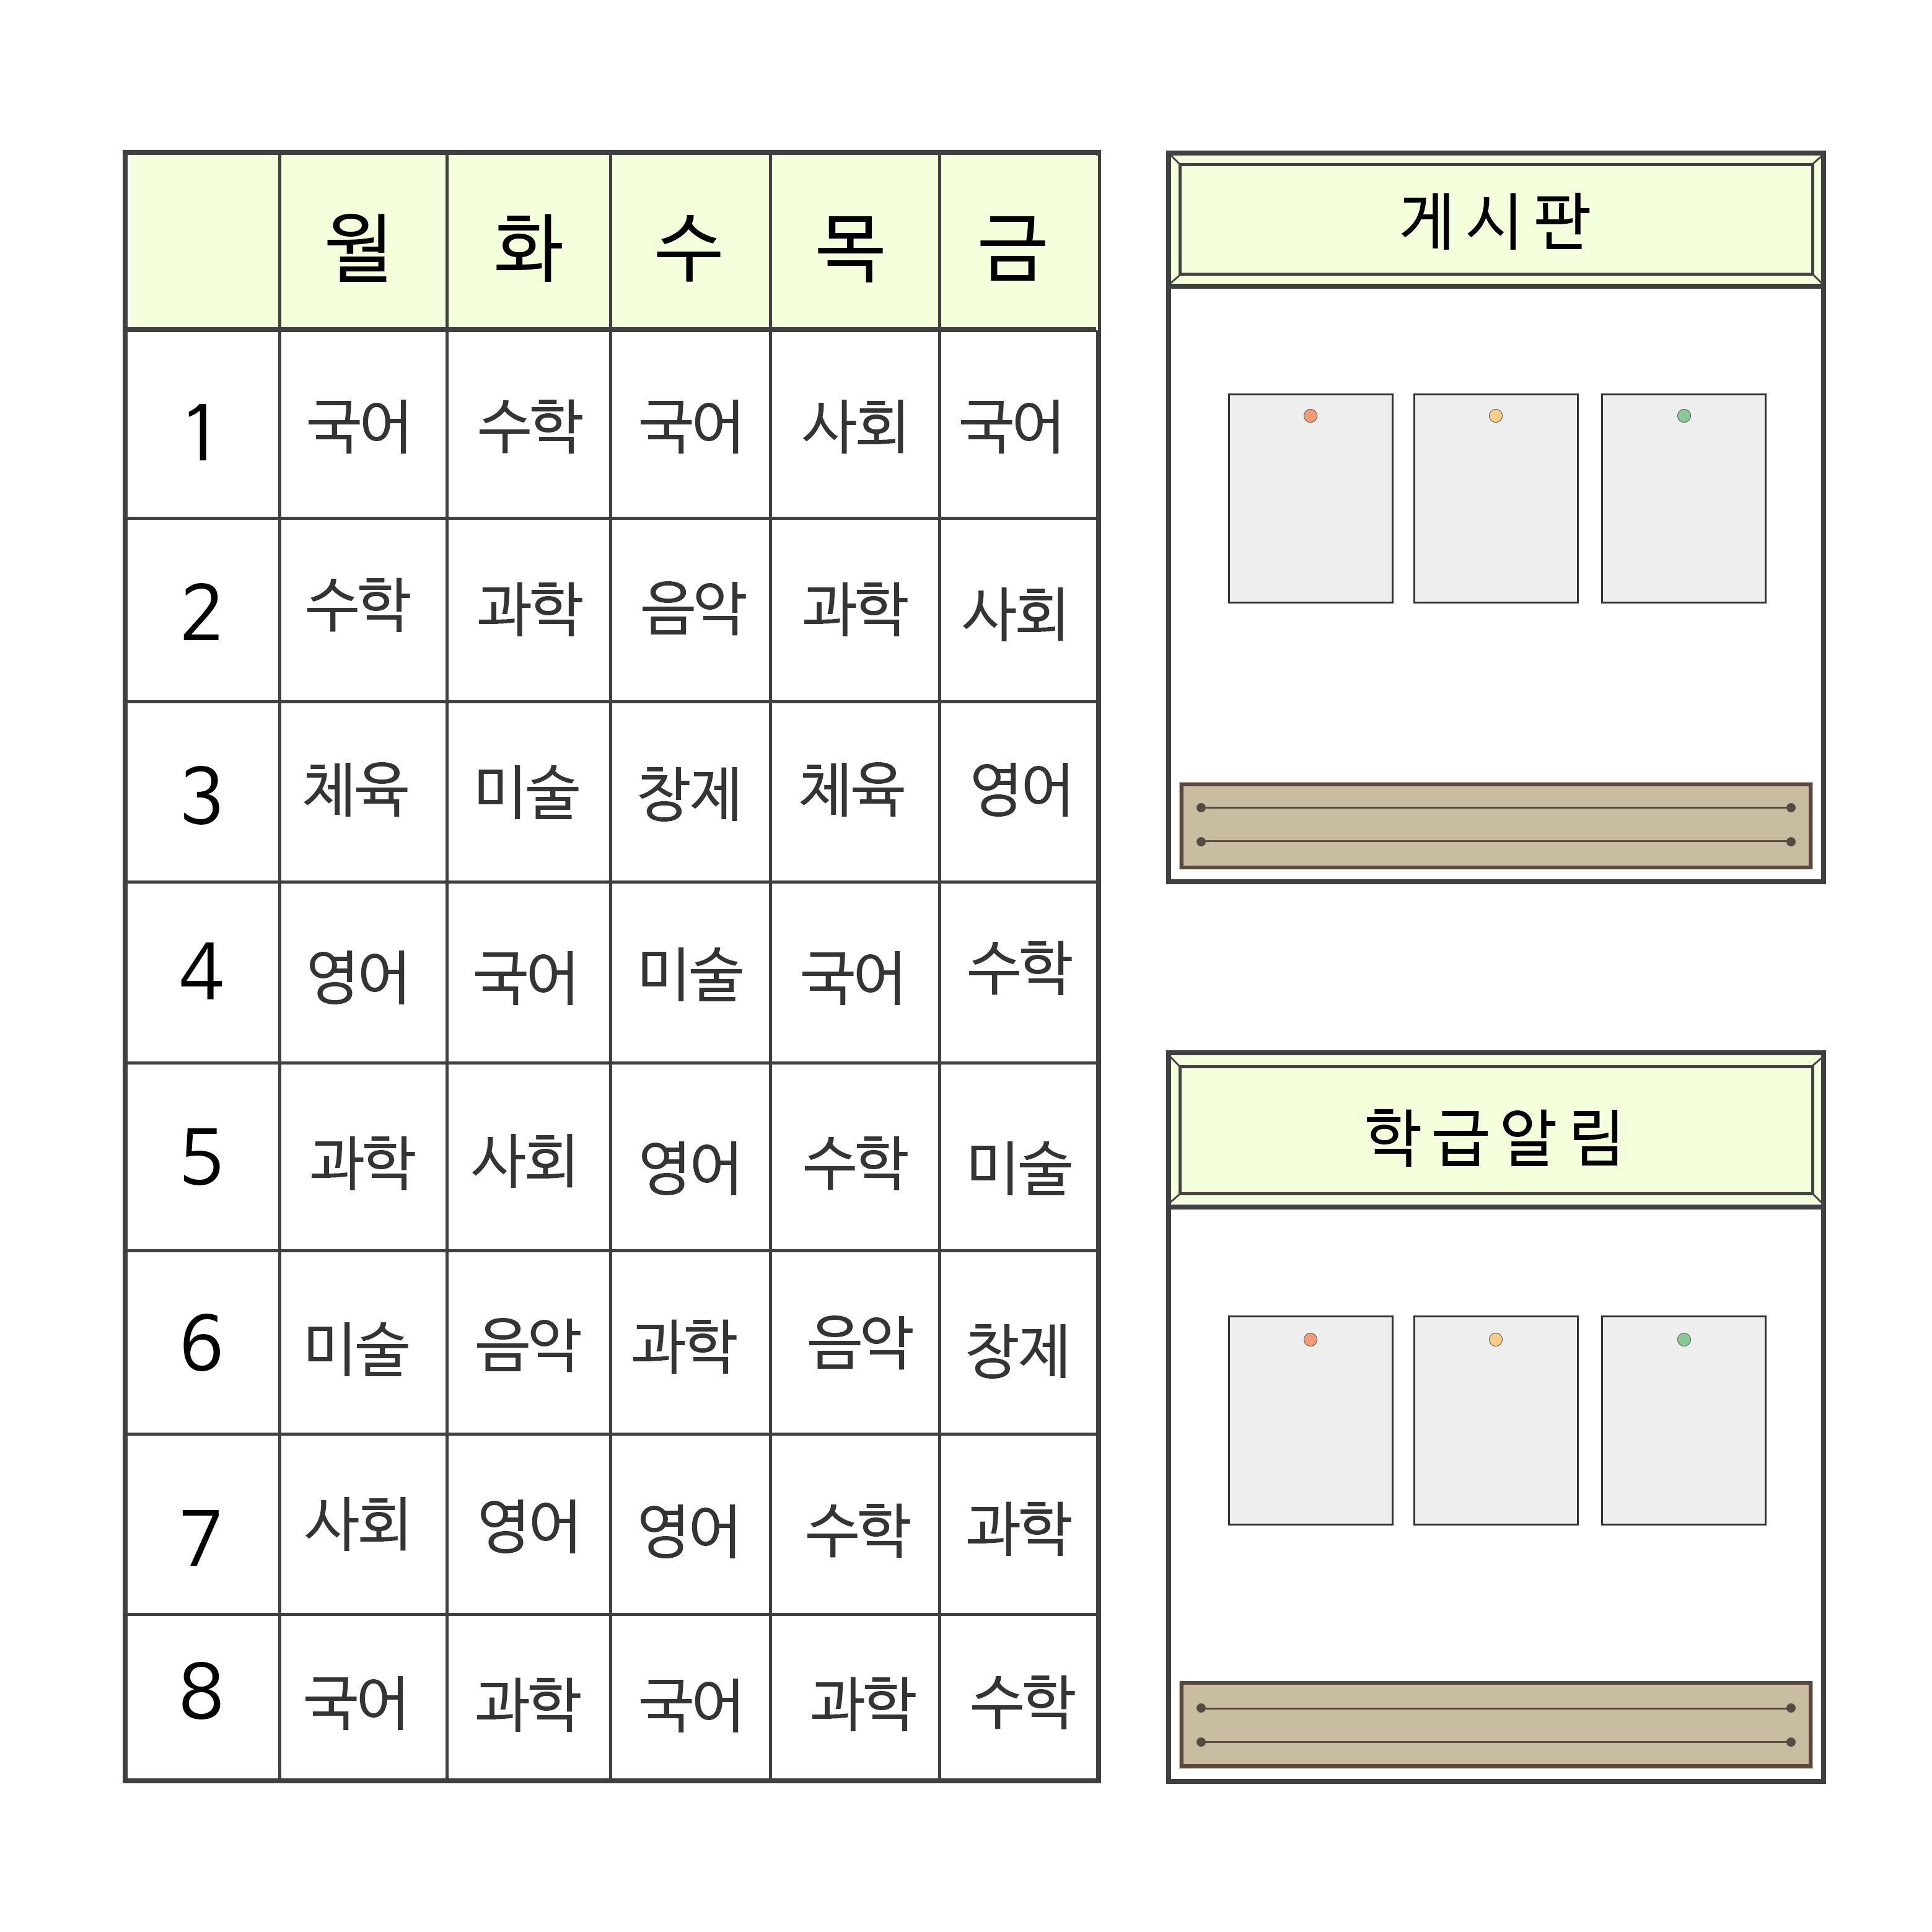 월 화 수 목 금
1 국어 수학 국어 사회 국어
2 수학 과학 음악 과학 사회
3 체육 미술 창제 체육 영어
4 영어 국어 미술 국어 수학
5 과학 사회 영어 수학 미술
6 미술 음악 과학 음악 창제
7 사회 영어 영어 수학 과학
8 국어 과학 국어 과학 수학
게시판
학급알림